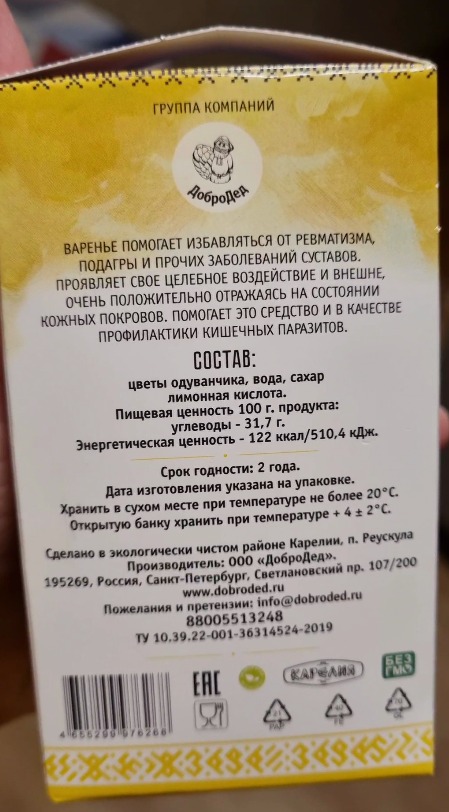 ГРУППА КОМПАНИЙ
ДоброДед
ВАРЕНЬЕ ПОМОГАЕТ ИЗБАВЛЯТЬСЯ ОТ РЕВМАТИЗМА,
ПОДАГРЫ И ПРОЧИХ ЗАБОЛЕВАНИЙ СУСТАВОВ.
ПРОЯВЛЯЕТ СВОЕ ЦЕЛЕБНОЕ ВОЗДЕЙСТВИЕ И ВНЕШНЕ,
ОЧЕНЬ ПОЛОЖИТЕЛЬНО ОТРАЖАЯСЬ НА СОСТОЯНИИ
КОЖНЫХ ПОКРОВОВ. ПОМОГАЕТ ЭТО СРЕДСТВО И В КАЧЕСТВЕ
ПРОФИЛАКТИКИ КИШЕЧНЫХ ПАРАЗИТОВ.
СОСТАВ:
цветы одуванчика, вода, сахар
лимонная кислота.
Пищевая ценность 100 г. продукта:
углеводы - 31,7 г.
Энергетическая ценность - 122 ккал/510,4 кДж.
Срок годности: 2 года.
Дата изготовления указана на упаковке.
Хранить в сухом месте при температуре не более 20°С.
Открытую банку хранить при температуре + 4 ± 2°С.
Сделано в экологически чистом районе Карелии, п. Реускула
Производитель: ООО «ДоброДед».
195269, Россия, Санкт-Петербург, Светлановский пр. 107/200
www.dobroded.ru
Пожелания и претензии: info@dobroded.ru
88005513248
ТУ 10.39.22-001-36314524-2019
EAC
КАРЕЛИЯ
БЕЗ
ГМО
PAP